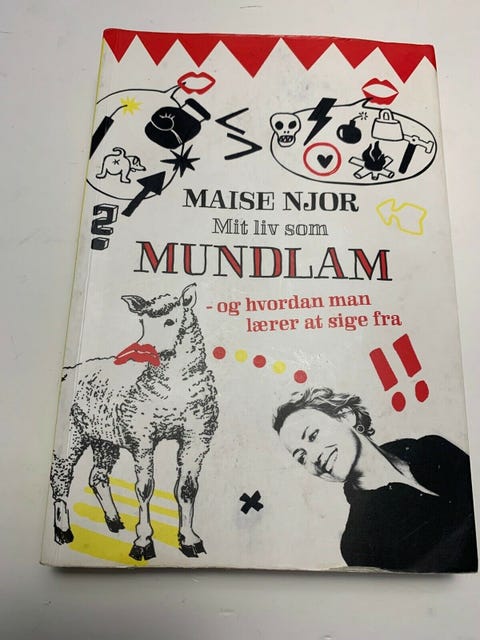 MAISE NJOR
Mit liv som
MUNDLAM
- og hvordan man
lærer at sige fra
?
!!